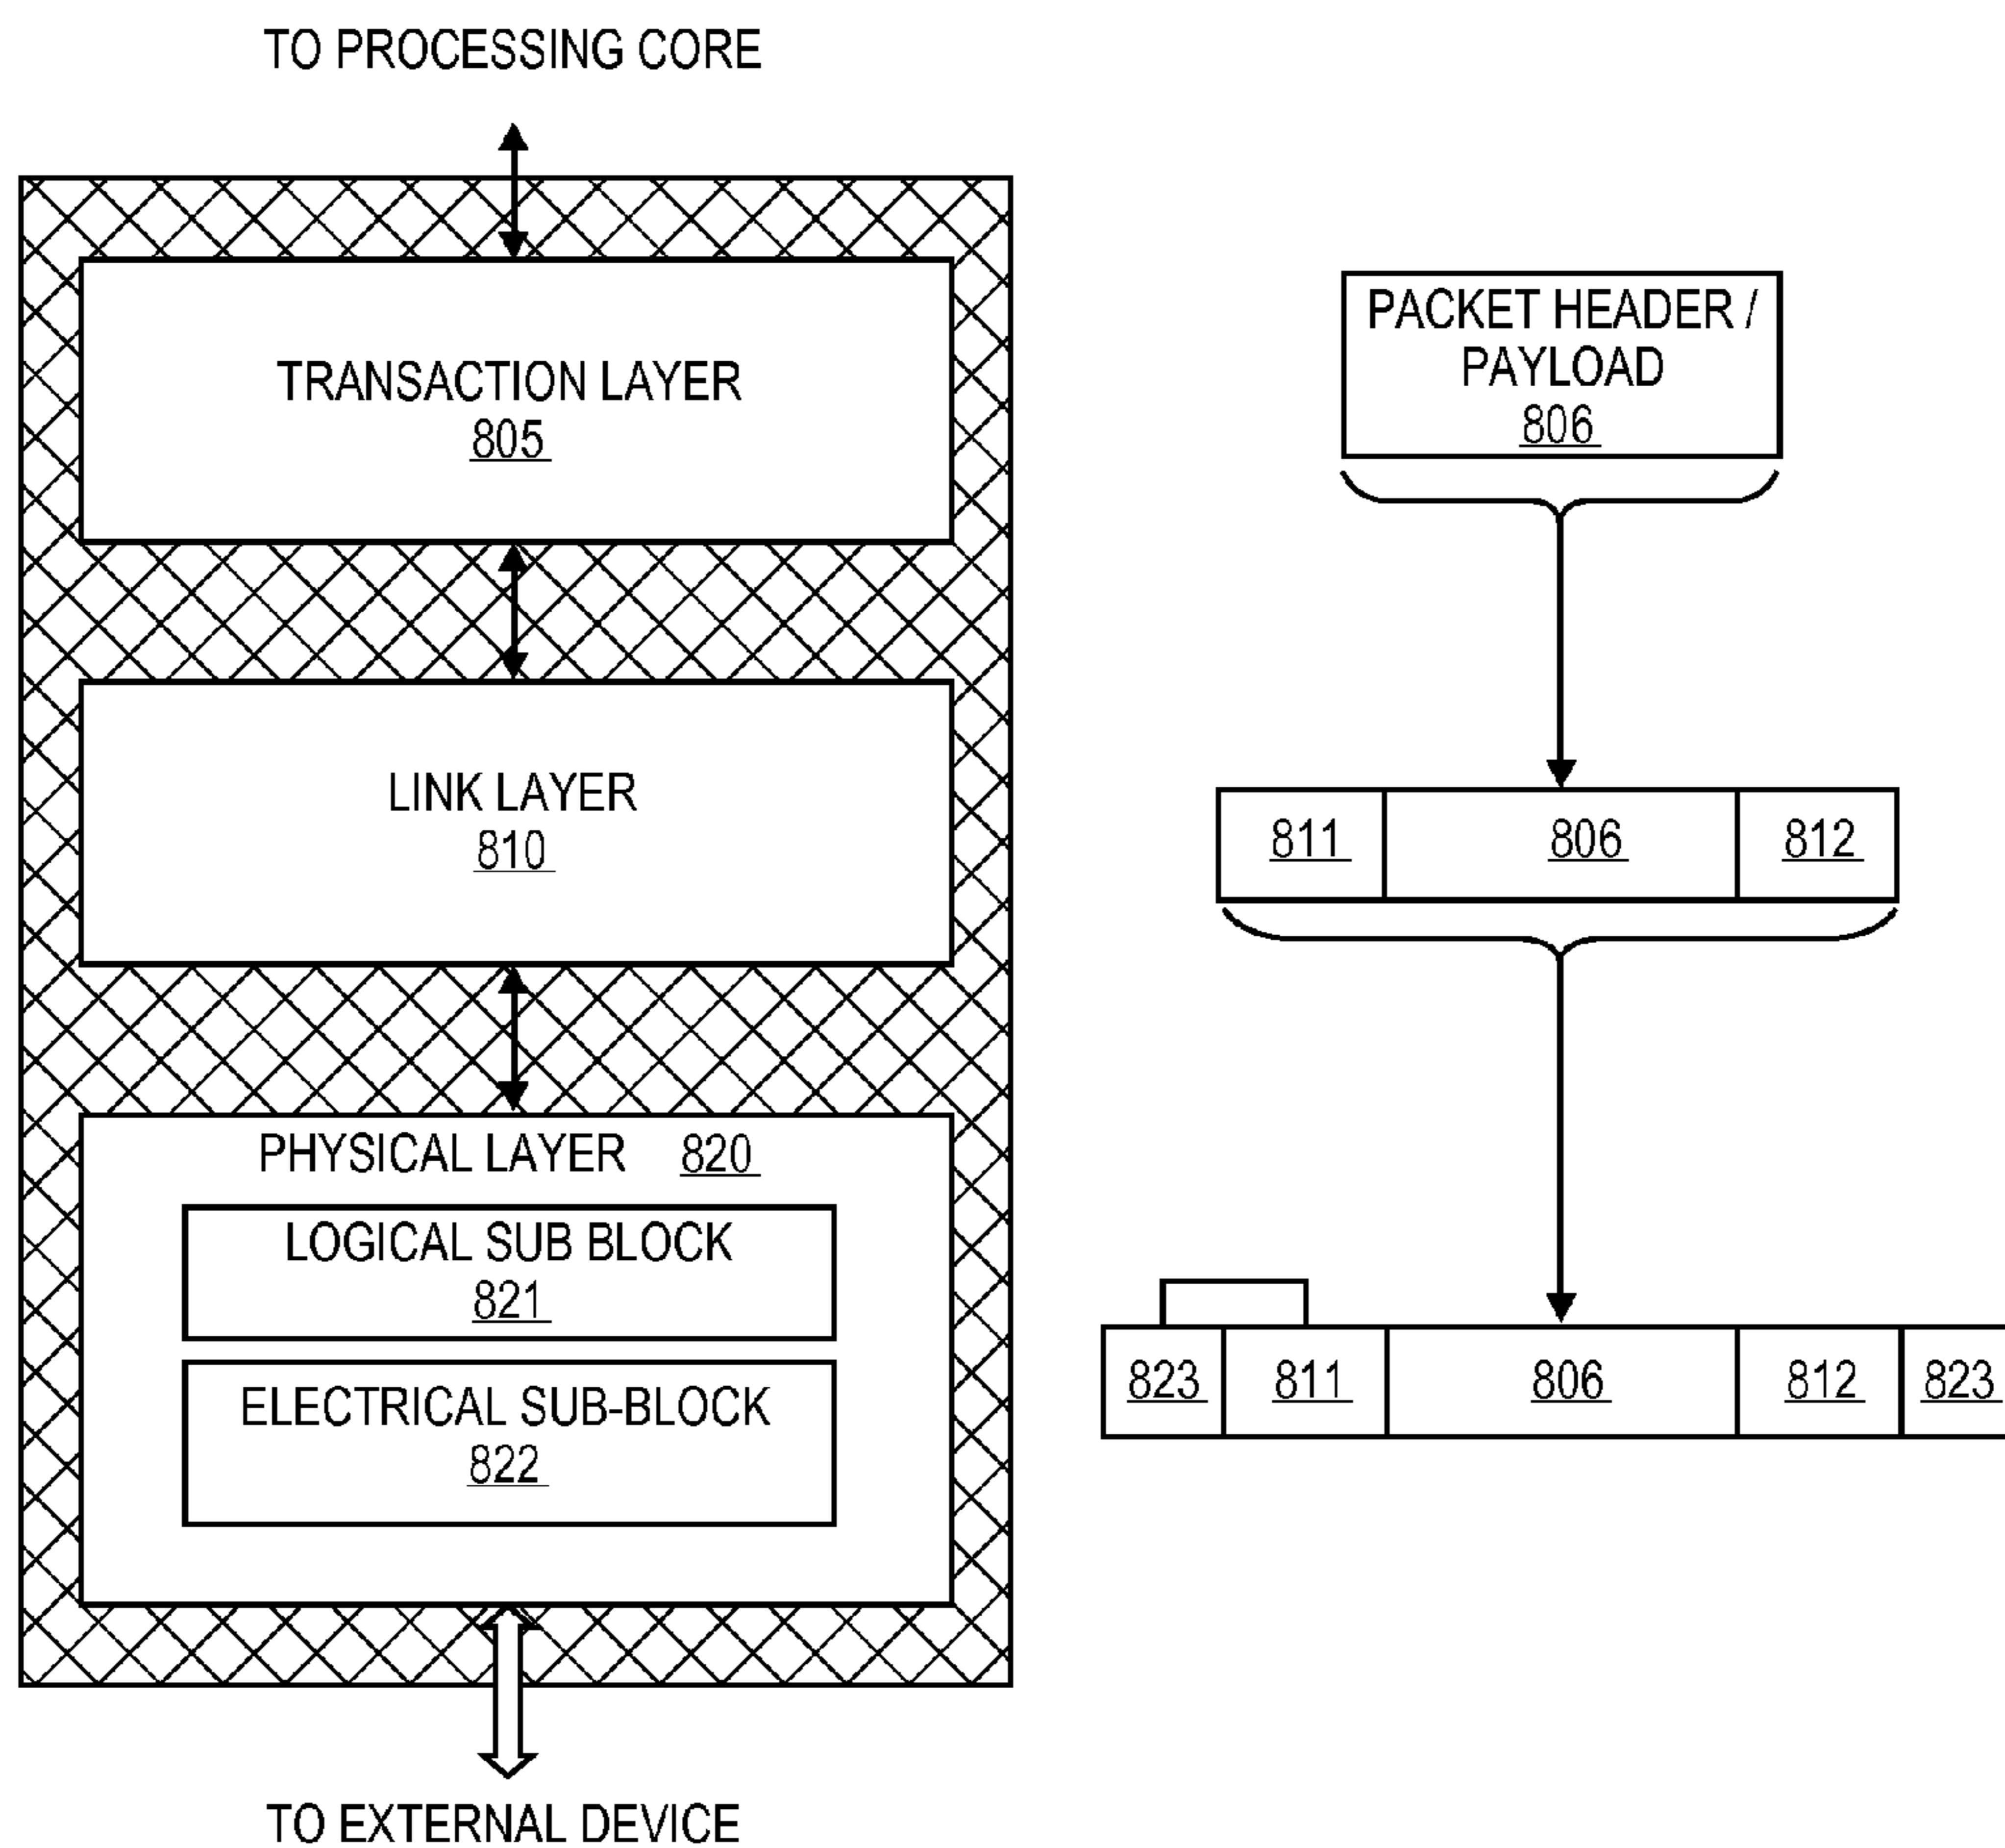 TO PROCESSING CORE
TRANSACTION LAYER
805
LINK LAYER
810
PHYSICAL LAYER 820
LOGICAL SUB BLOCK
821
ELECTRICAL SUB-BLOCK
822
TO EXTERNAL DEVICE
PACKET HEADER /
PAYLOAD
806
811 806 812
823 811 806 812 823